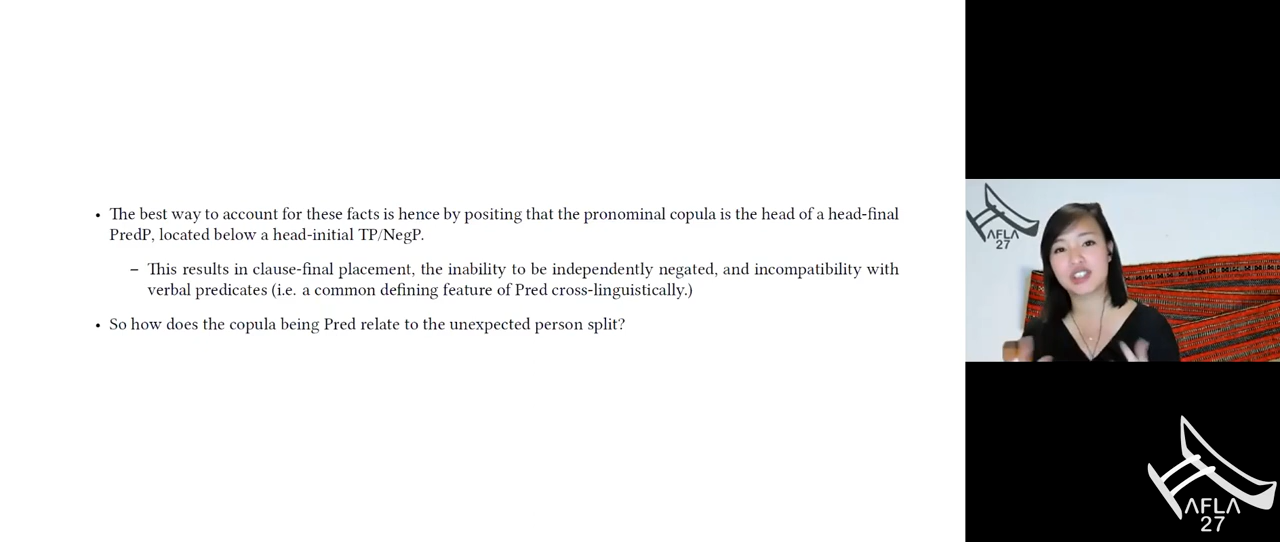 • The best way to account for these facts is hence by positing that the pronominal copula is the head of a head-final
PredP, located below a head-initial TP/NegP.
– This results in clause-final placement, the inability to be independently negated, and incompatibility with
verbal predicates (i.e. a common defining feature of Pred cross-linguistically.)
• So how does the copula being Pred relate to the unexpected person split?
AFLA
27
AFLA
27